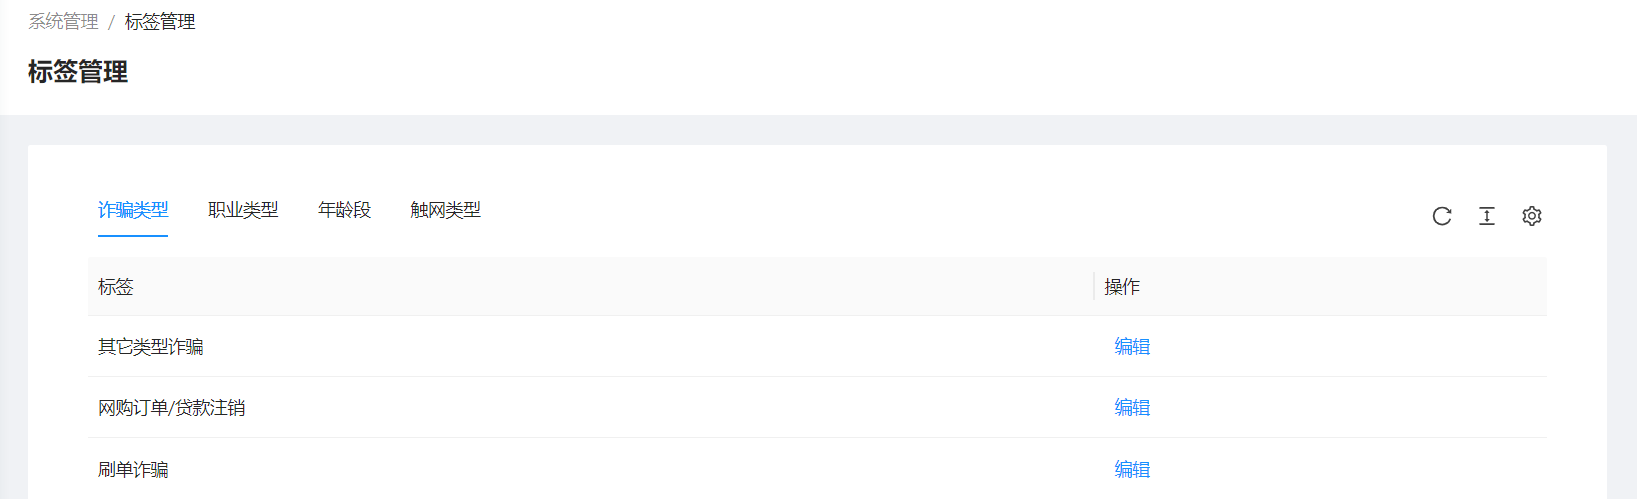 系统管理 / 标签管理
标签管理
诈骗类型 职业类型 年龄段 触网类型
标签 操作
其它类型诈骗 编辑
网购订单/贷款注销 编辑
刷单诈骗 编辑